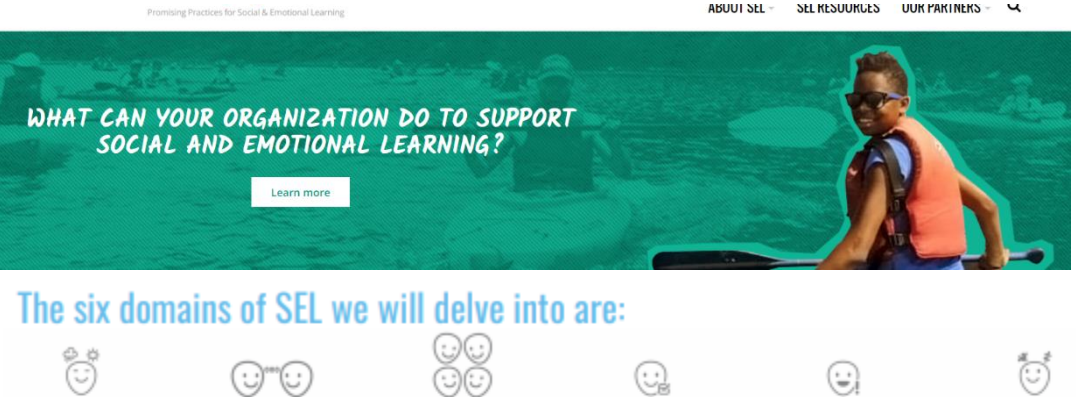 Promising Practices for Social & Emotional Learning
ABOUT SEL
SEL RESOURCES
OUR PARTNERS
WHAT CAN YOUR ORGANIZATION DO TO SUPPORT
SOCIAL AND EMOTIONAL LEARNING?
Learn more
The six domains of SEL we will delve into are: